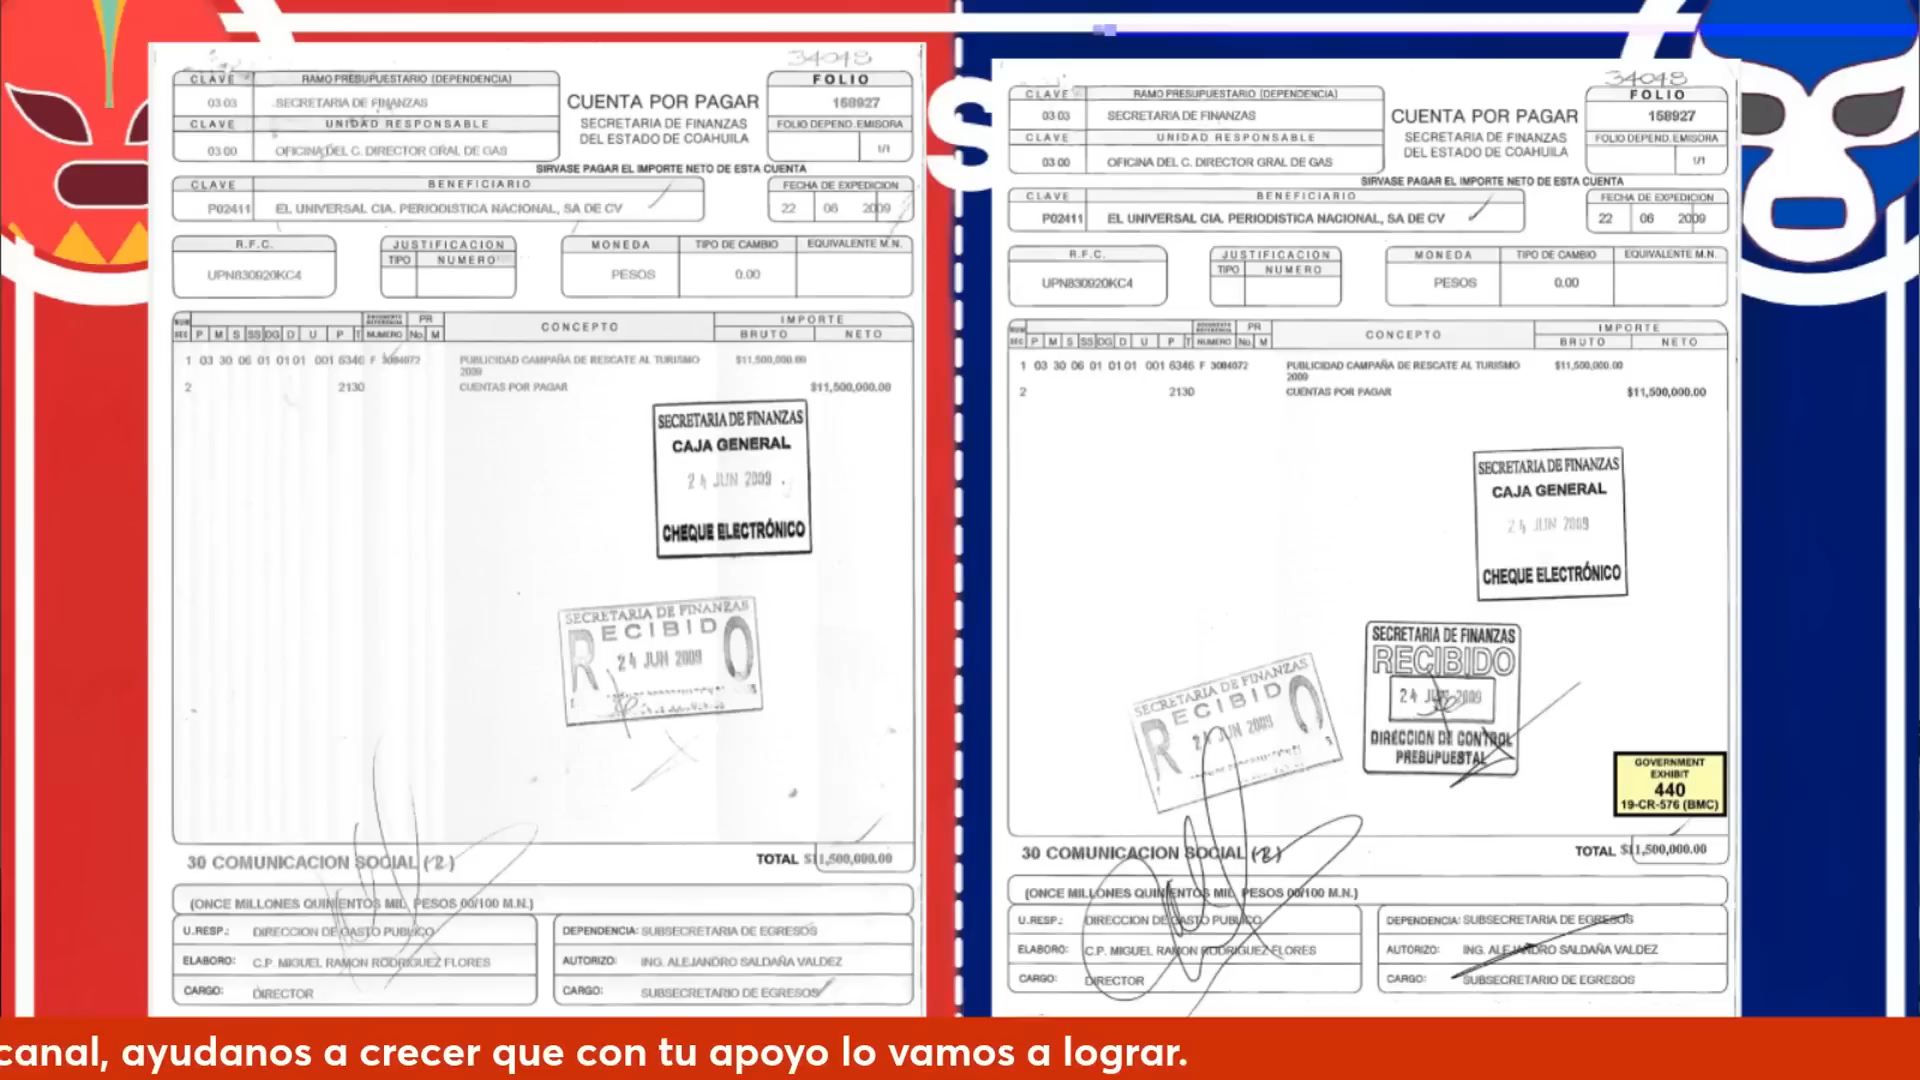 34048
CLAVE RAMO PRESUPUESTARIO (DEPENDENCIA)
03 03 SECRETARIA DE FINANZAS
CLAVE UNIDAD RESPONSABLE
03 00 OFICINA DEL C. DIRECTOR GRAL DE GAS
CUENTA POR PAGAR
SECRETARIA DE FINANZAS
DEL ESTADO DE COAHUILA
FOLIO
158927
FOLIO DEPEND. EMISORA
1/1
SIRVASE PAGAR EL IMPORTE NETO DE ESTA CUENTA
CLAVE BENEFICIARIO
P02411 EL UNIVERSAL CIA. PERIODISTICA NACIONAL, SA DE CV
FECHA DE EXPEDICION
22 06 2009
R.F.C.
UPN830920KC4
JUSTIFICACION
TIPO NUMERO
MONEDA TIPO DE CAMBIO EQUIVALENTE M.N.
PESOS 0.00
PR CONCEPTO IMPORTE
P M S SS DG D U P T NUMERO No. M BRUTO NETO
1 03 30 06 01 01 01 001 6346 F 3084072 PUBLICIDAD CAMPAÑA DE RESCATE AL TURISMO $11,500,000.00
2009
2 2130 CUENTAS POR PAGAR $11,500,000.00
SECRETARIA DE FINANZAS
CAJA GENERAL
24 JUN 2009
CHEQUE ELECTRÓNICO
SECRETARIA DE FINANZAS
RECIBIDO
24 JUN 2009
30 COMUNICACION SOCIAL (2) TOTAL $11,500,000.00
(ONCE MILLONES QUINIENTOS MIL PESOS 00/100 M.N.)
U.RESP.: DIRECCION DE GASTO PUBLICO DEPENDENCIA: SUBSECRETARIA DE EGRESOS
ELABORO: C.P. MIGUEL RAMON RODRIGUEZ FLORES AUTORIZO: ING. ALEJANDRO SALDAÑA VALDEZ
CARGO: DIRECTOR CARGO: SUBSECRETARIO DE EGRESOS
S
34048
CLAVE RAMO PRESUPUESTARIO (DEPENDENCIA)
03 03 SECRETARIA DE FINANZAS
CLAVE UNIDAD RESPONSABLE
03 00 OFICINA DEL C. DIRECTOR GRAL DE GAS
CUENTA POR PAGAR
SECRETARIA DE FINANZAS
DEL ESTADO DE COAHUILA
FOLIO
158927
FOLIO DEPEND. EMISORA
1/1
SIRVASE PAGAR EL IMPORTE NETO DE ESTA CUENTA
CLAVE BENEFICIARIO
P02411 EL UNIVERSAL CIA. PERIODISTICA NACIONAL, SA DE CV
FECHA DE EXPEDICION
22 06 2009
R.F.C.
UPN830920KC4
JUSTIFICACION
TIPO NUMERO
MONEDA TIPO DE CAMBIO EQUIVALENTE M.N.
PESOS 0.00
PR CONCEPTO IMPORTE
P M S SS DG D U P T NUMERO No. M BRUTO NETO
1 03 30 06 01 01 01 001 6346 F 3084072 PUBLICIDAD CAMPAÑA DE RESCATE AL TURISMO $11,500,000.00
2009
2 2130 CUENTAS POR PAGAR $11,500,000.00
SECRETARIA DE FINANZAS
CAJA GENERAL
24 JUN 2009
CHEQUE ELECTRÓNICO
SECRETARIA DE FINANZAS
RECIBIDO
24 JUN 2009
SECRETARIA DE FINANZAS
RECIBIDO
24 JUN 2009
DIRECCION DE CONTROL
PRESUPUESTAL
GOVERNMENT
EXHIBIT
440
19-CR-576 (BMC)
30 COMUNICACION SOCIAL (2) TOTAL $11,500,000.00
(ONCE MILLONES QUINIENTOS MIL PESOS 00/100 M.N.)
U.RESP.: DIRECCION DE GASTO PUBLICO DEPENDENCIA: SUBSECRETARIA DE EGRESOS
ELABORO: C.P. MIGUEL RAMON RODRIGUEZ FLORES AUTORIZO: ING. ALEJANDRO SALDAÑA VALDEZ
CARGO: DIRECTOR CARGO: SUBSECRETARIO DE EGRESOS
canal, ayudanos a crecer que con tu apoyo lo vamos a lograr.